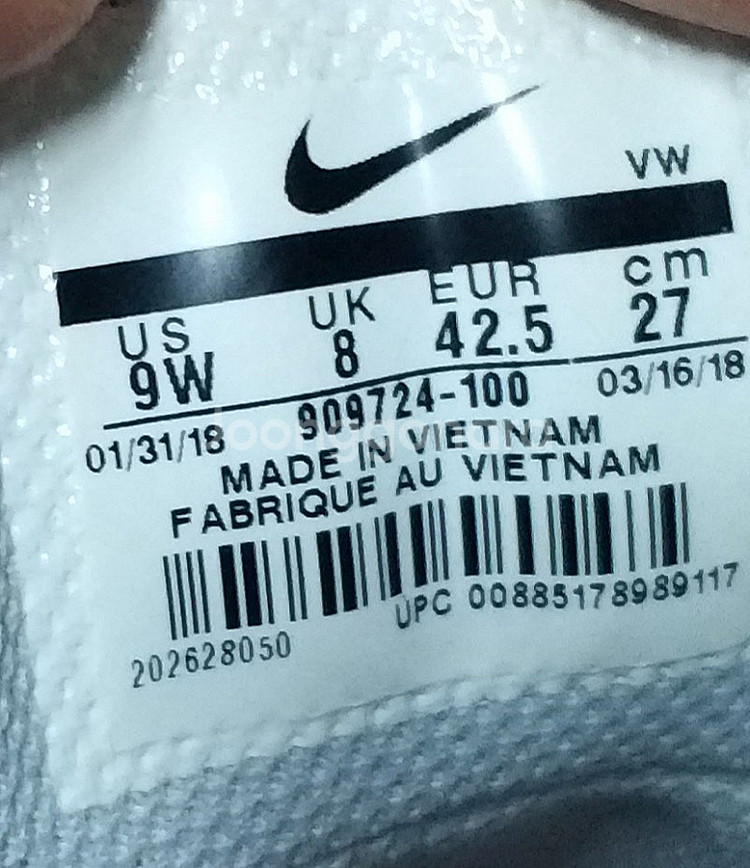 VW
US UK EUR cm
9W 8 42.5 27
01/31/18 909724-100 03/16/18
MADE IN VIETNAM
FABRIQUE AU VIETNAM
UPC 00885178989117
202628050